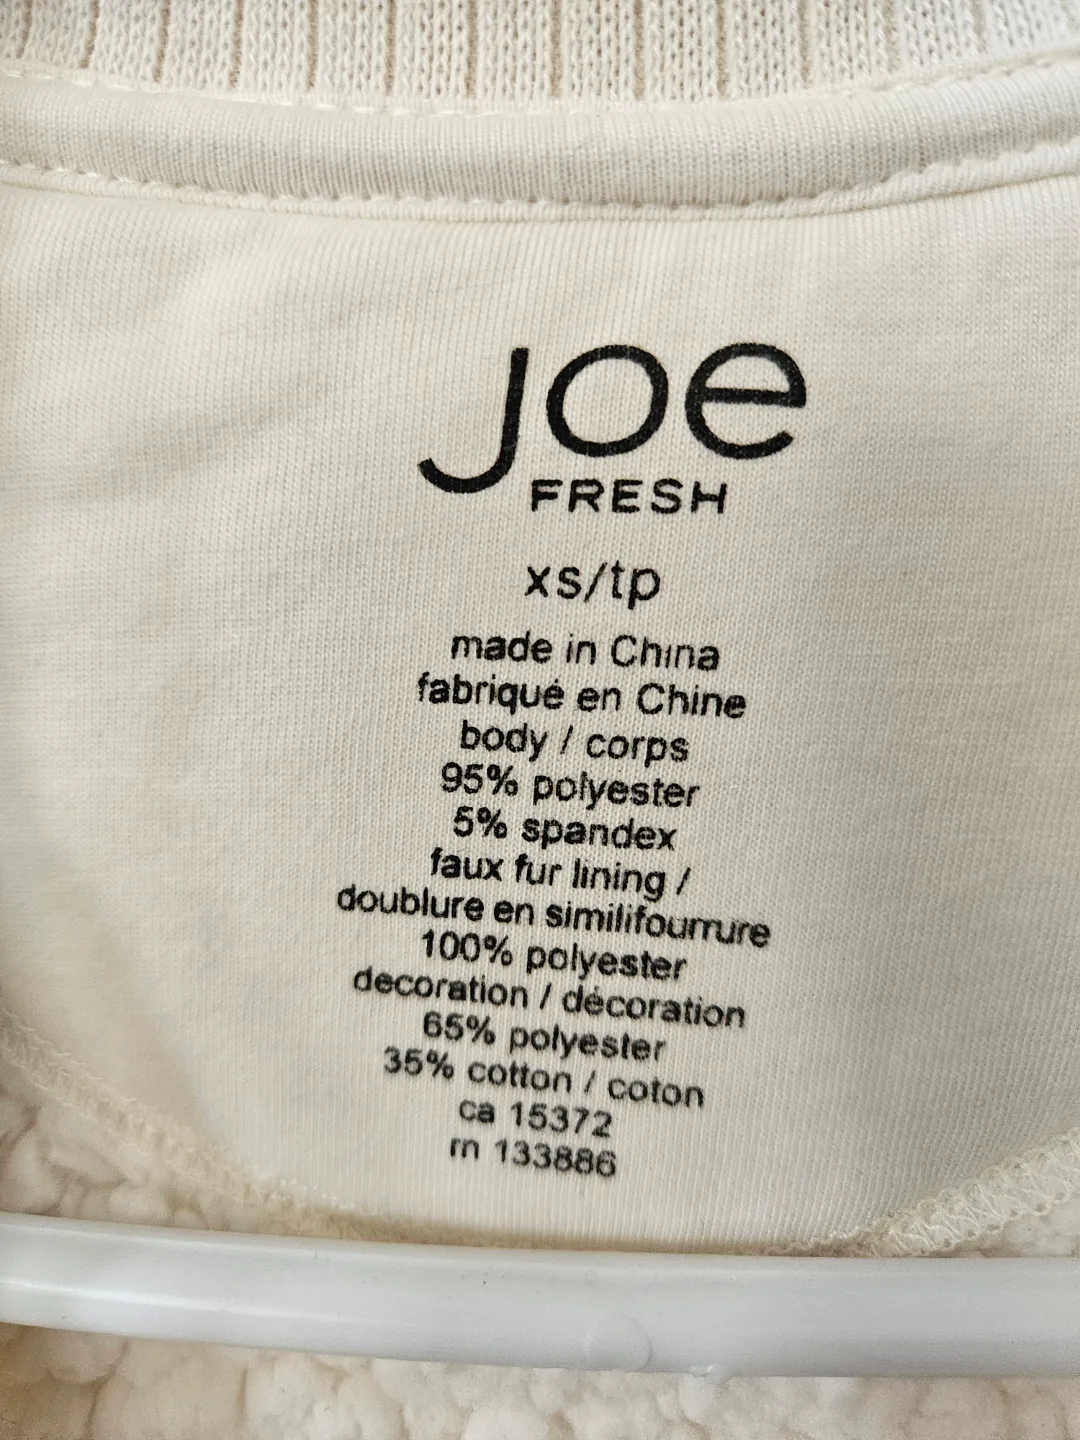 joe
FRESH
xs/tp
made in China
fabriqué en Chine
body / corps
95% polyester
5% spandex
faux fur lining /
doublure en similifourrure
100% polyester
decoration / décoration
65% polyester
35% cotton / coton
ca 15372
rn 133886